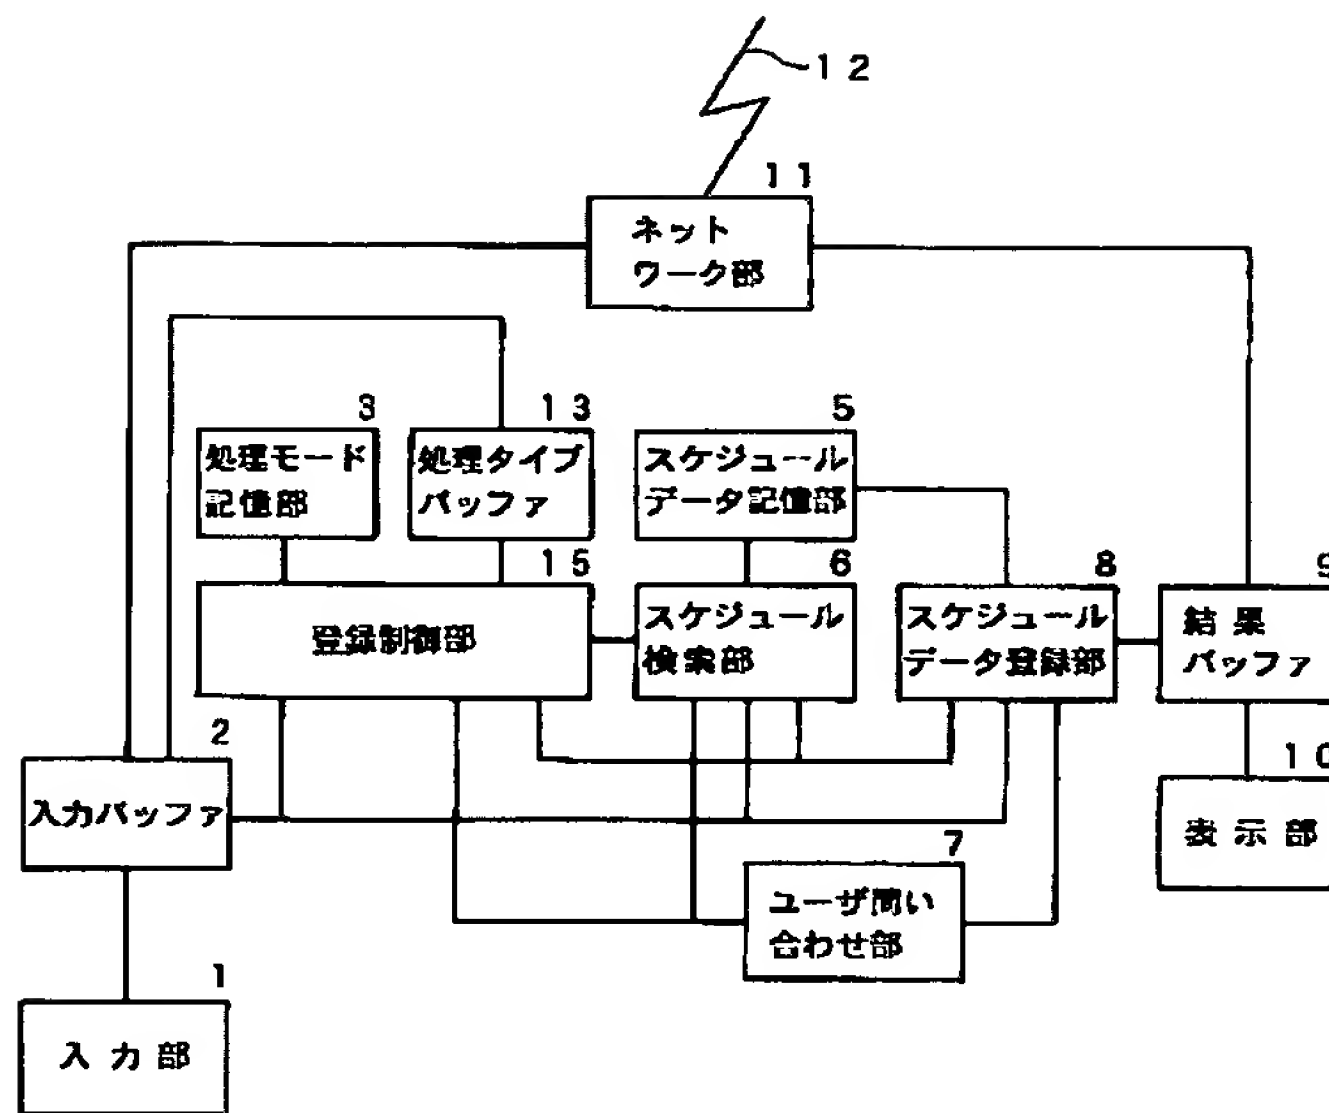 12
11
ネット
ワーク部
3
処理モード
記憶部
13
処理タイプ
バッファ
5
スケジュール
データ記憶部
15
登録制御部
6
スケジュール
検索部
8
スケジュール
データ登録部
9
結果
バッファ
2
入力バッファ
10
表示部
7
ユーザ問い
合わせ部
1
入力部